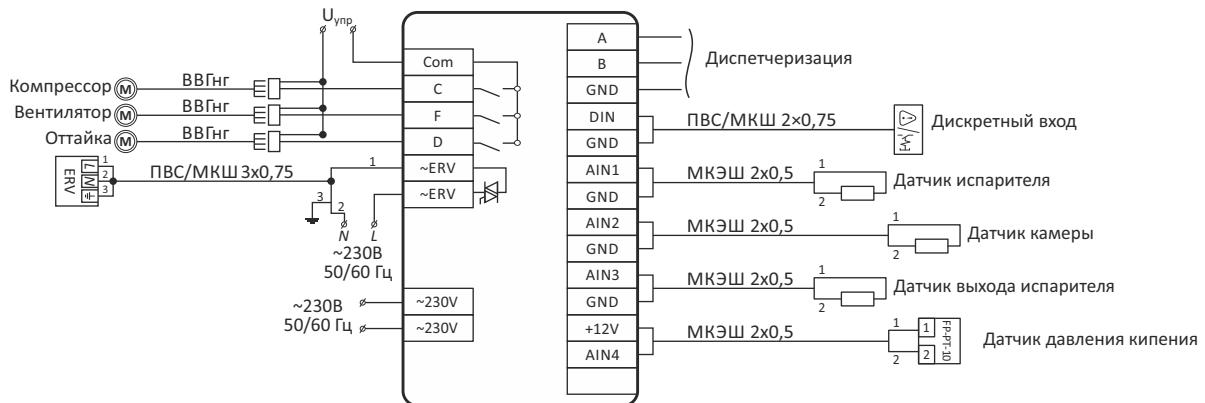 Uупр
Компрессор
M
ВВГнг
Вентилятор
M
ВВГнг
Оттайка
M
ВВГнг
ERV
L
N
1
2
3
ПВС/МКШ 3x0,75
1
3
2
N
L
~230В
50/60 Гц
~230В
50/60 Гц
Com
C
F
D
~ERV
~ERV
~230V
~230V
A
B
GND
DIN
GND
AIN1
GND
AIN2
GND
AIN3
GND
+12V
AIN4
Диспетчеризация
ПВС/МКШ 2×0,75
Дискретный вход
МКЭШ 2x0,5
1
2
Датчик испарителя
МКЭШ 2x0,5
1
2
Датчик камеры
МКЭШ 2x0,5
1
2
Датчик выхода испарителя
МКЭШ 2x0,5
1
2
1
2
FP-PT-10
Датчик давления кипения